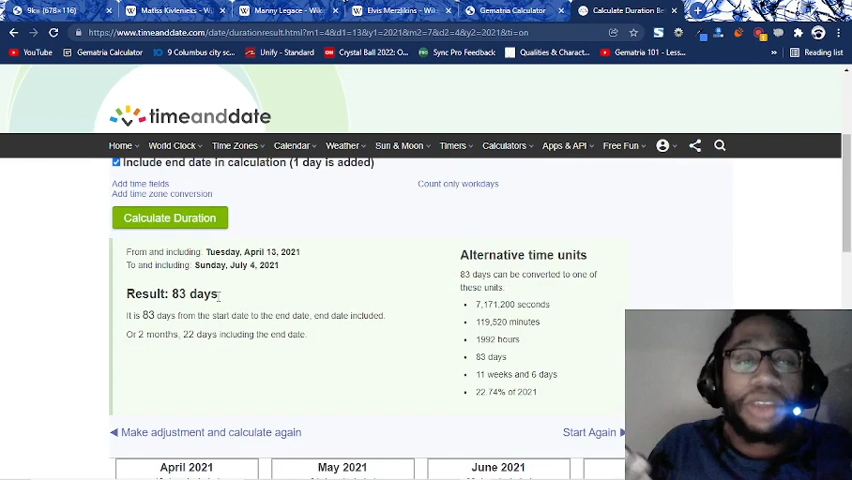 9kii (678×116)
Matiss Kivlenieks - W
Manny Legace - Wiki
Elvis Merzlikins - Wik
Gematria Calculator
Calculate Duration Be
https://www.timeanddate.com/date/durationresult.html?m1=4&d1=13&y1=2021&m2=7&d2=4&y2=2021&ti=on
YouTube
Gematria Calculator
9 Columbus city sc...
Unify - Standard
Crystal Ball 2022: O...
Sync Pro Feedback
Qualities & Charact...
Gematria 101 - Less...
Reading list
timeanddate
Home
World Clock
Time Zones
Calendar
Weather
Sun & Moon
Timers
Calculators
Apps & API
Free Fun
Include end date in calculation (1 day is added)
Add time fields
Count only workdays
Add time zone conversion
Calculate Duration
From and including: Tuesday, April 13, 2021
To and including: Sunday, July 4, 2021
Result: 83 days
It is 83 days from the start date to the end date, end date included.
Or 2 months, 22 days including the end date.
Alternative time units
83 days can be converted to one of
these units.
7,171,200 seconds
119,520 minutes
1992 hours
83 days
11 weeks and 6 days
22.74% of 2021
Make adjustment and calculate again
Start Again
April 2021
May 2021
June 2021